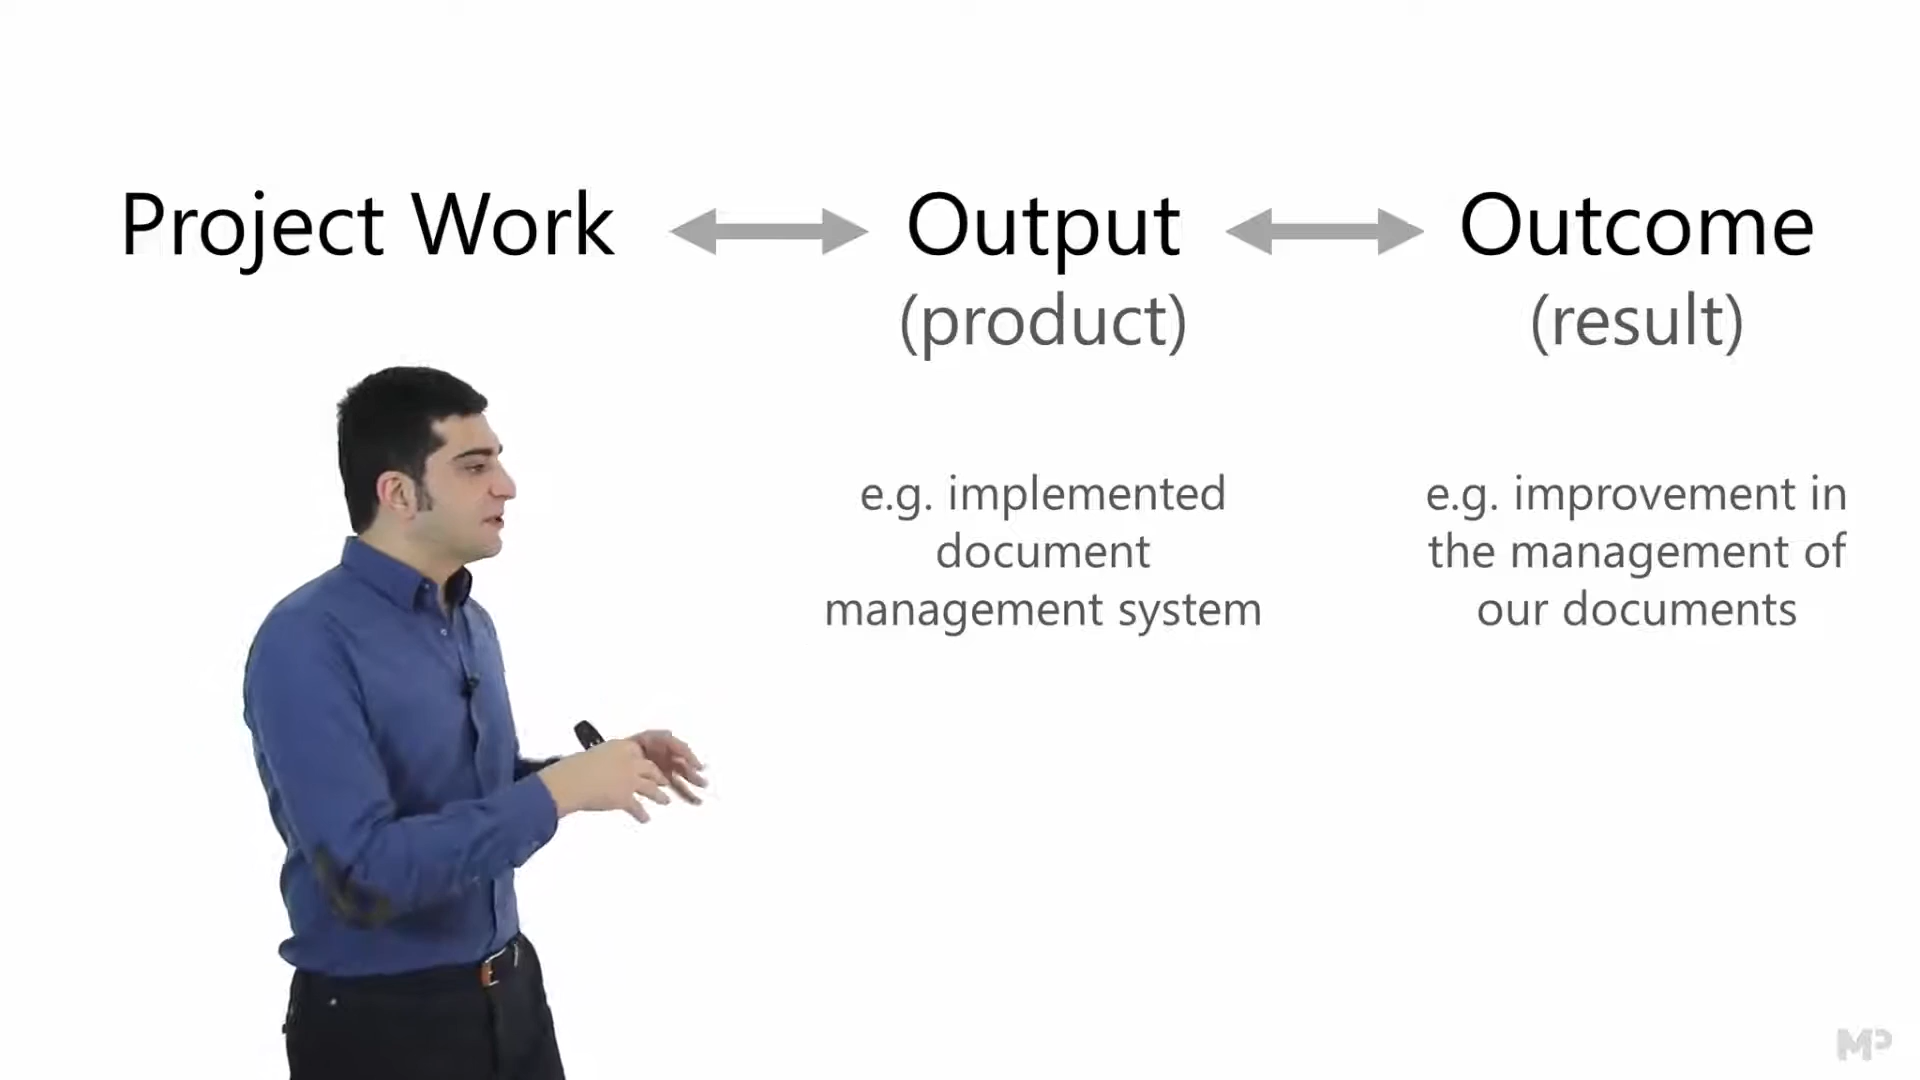 Project Work
Output
Outcome
(product)
(result)
e.g. implemented
document
management system
e.g. improvement in
the management of
our documents
MP